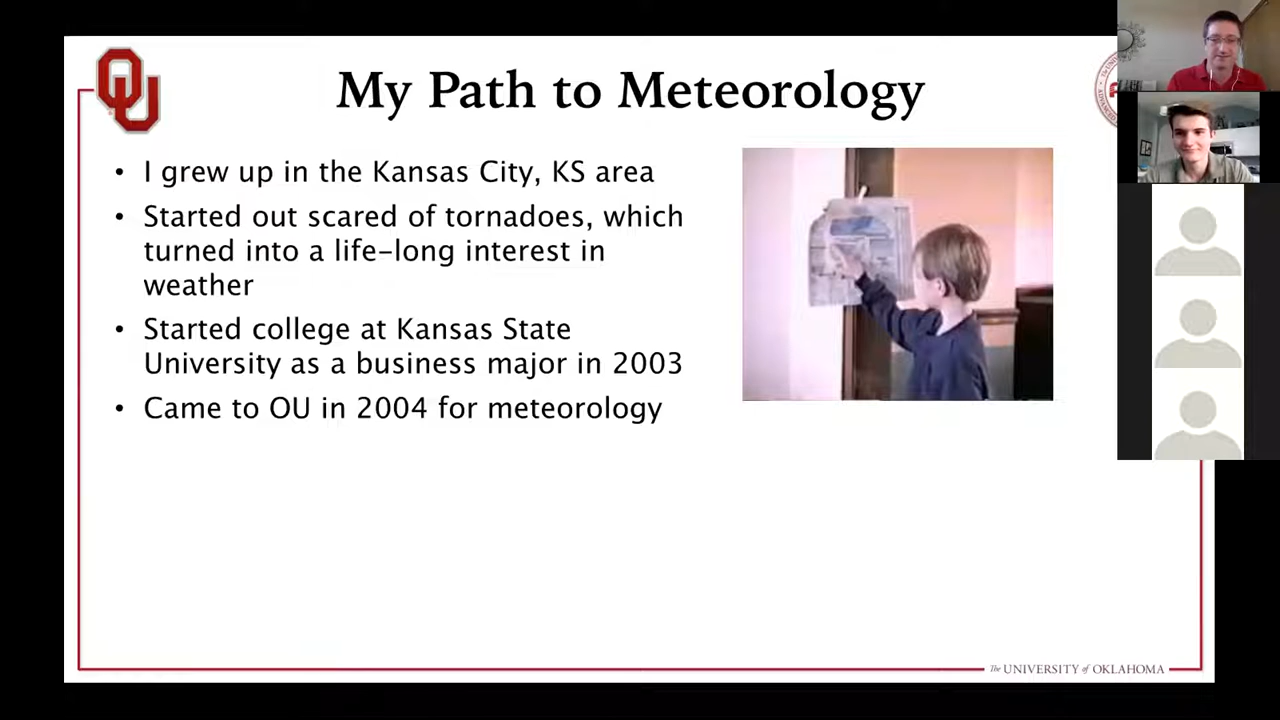 My Path to Meteorology
• I grew up in the Kansas City, KS area
• Started out scared of tornadoes, which
turned into a life-long interest in
weather
• Started college at Kansas State
University as a business major in 2003
• Came to OU in 2004 for meteorology
The UNIVERSITY of OKLAHOMA